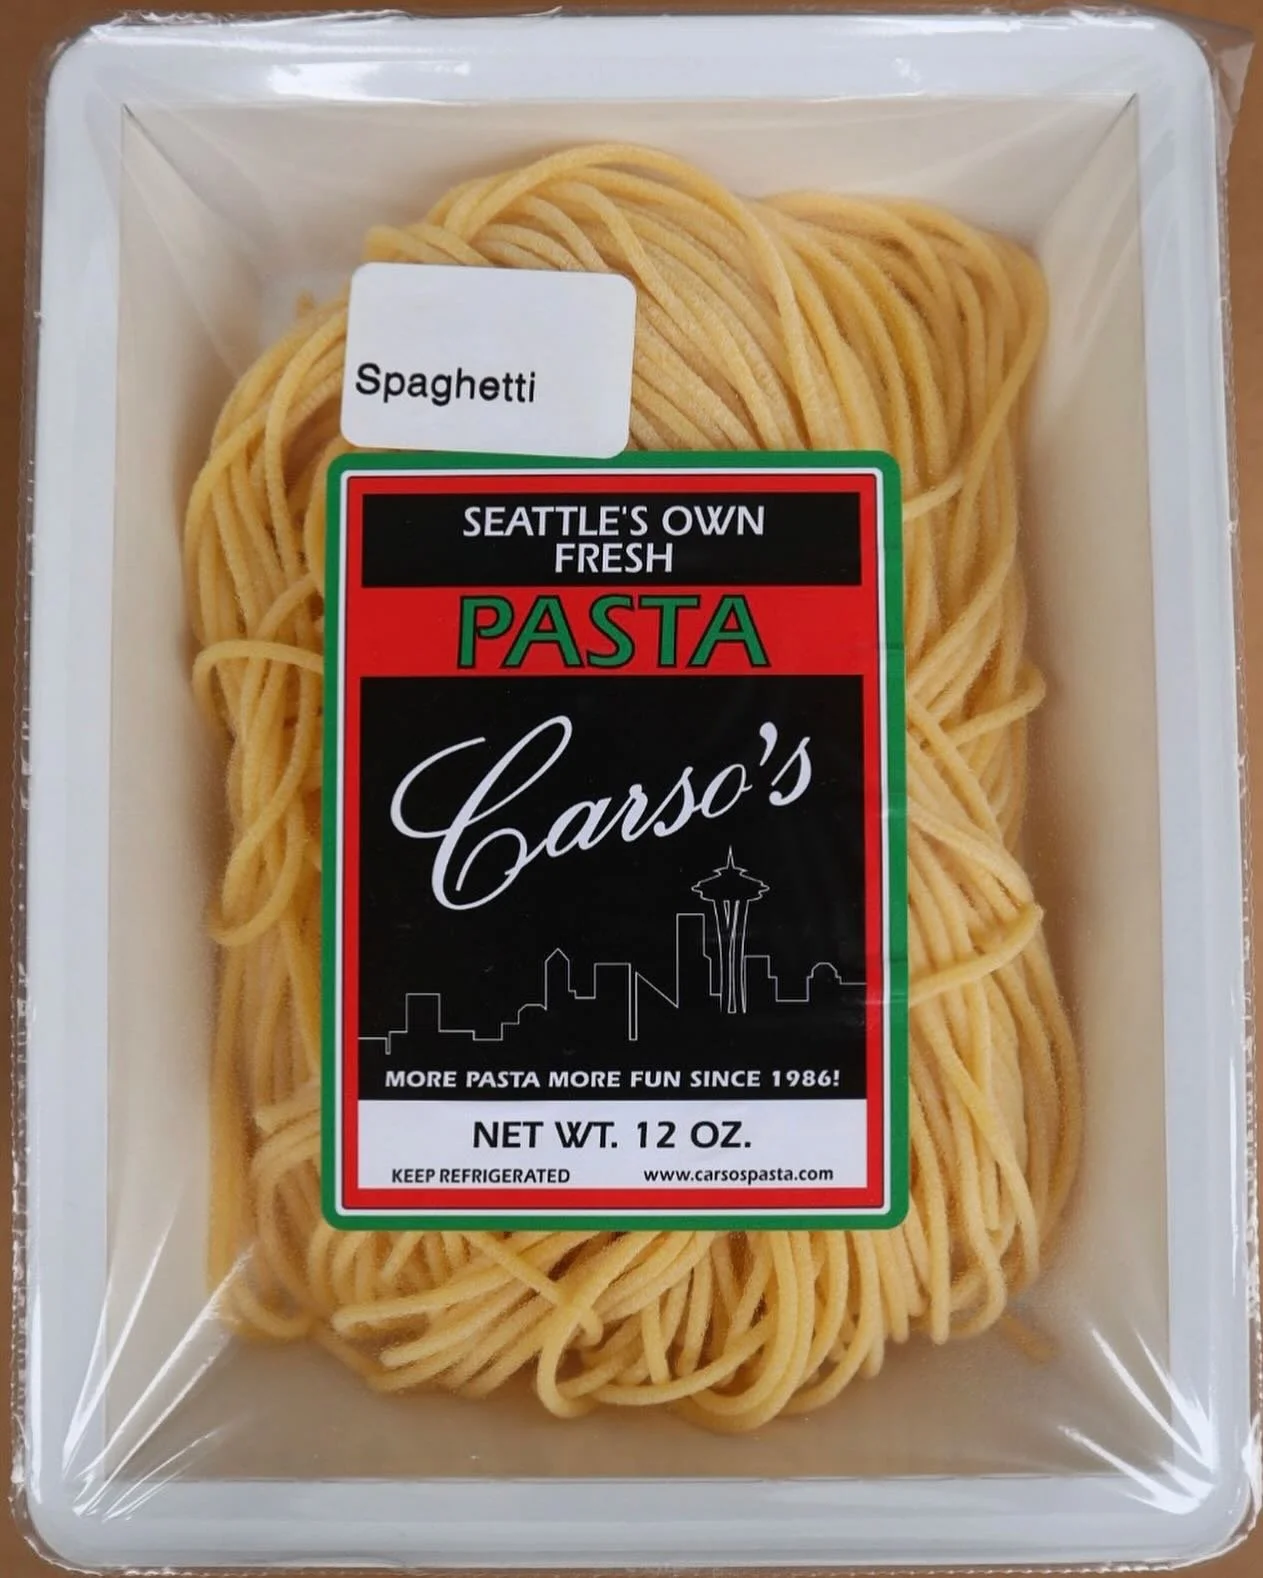 Spaghetti
SEATTLE'S OWN
FRESH
PASTA
Carso's
MORE PASTA MORE FUN SINCE 1986!
NET WT. 12 OZ.
KEEP REFRIGERATED www.carsospasta.com